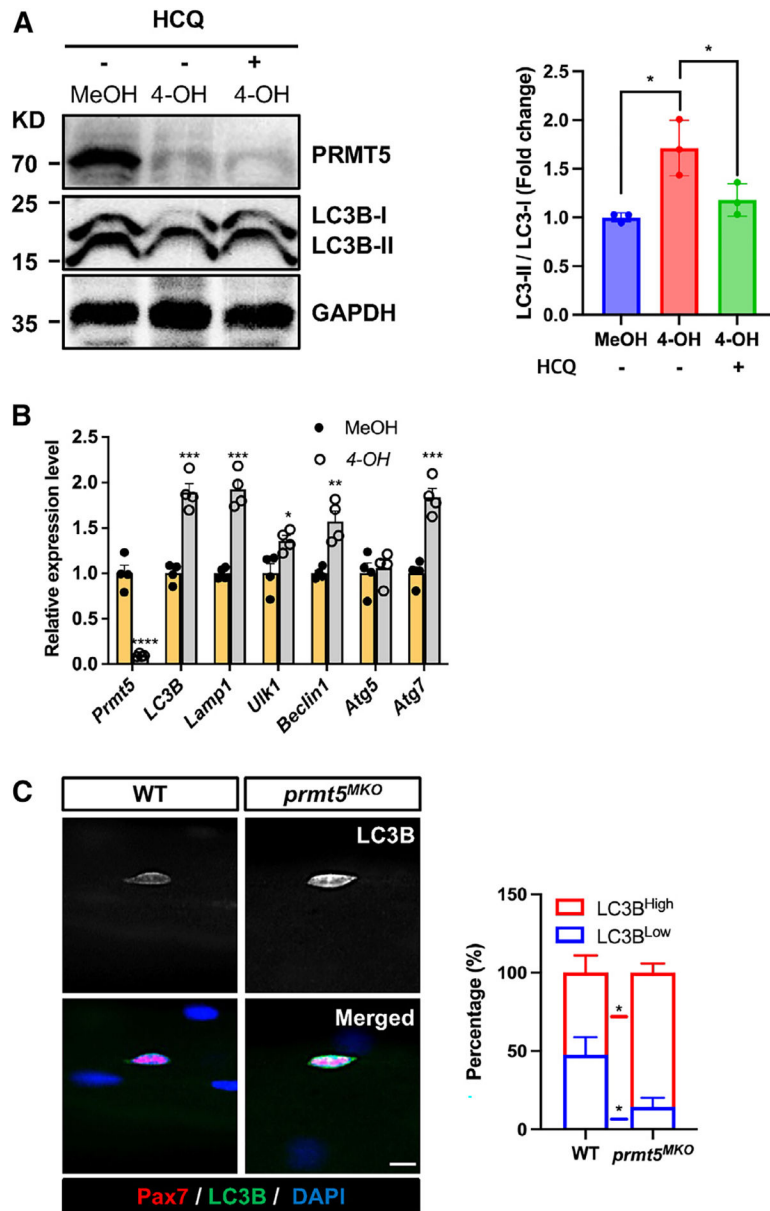 A
HCQ
- - +
MeOH 4-OH 4-OH
KD
70
PRMT5
25
LC3B-I
LC3B-II
15
35
GAPDH
LC3-II / LC3-I (Fold change)
2.5
2.0
1.5
1.0
0.5
0.0
* *
MeOH 4-OH 4-OH
HCQ - - +
B
Relative expression level
2.5
2.0
1.5
1.0
0.5
0.0
MeOH
4-OH
**** *** *** * ** ***
Prmt5 LC3B Lamp1 Ulk1 Beclin1 Atg5 Atg7
C
WT prmt5MKO
LC3B
Merged
Pax7 / LC3B / DAPI
Percentage (%)
150
100
50
0
LC3BHigh
LC3BLow
*
*
WT prmt5MKO